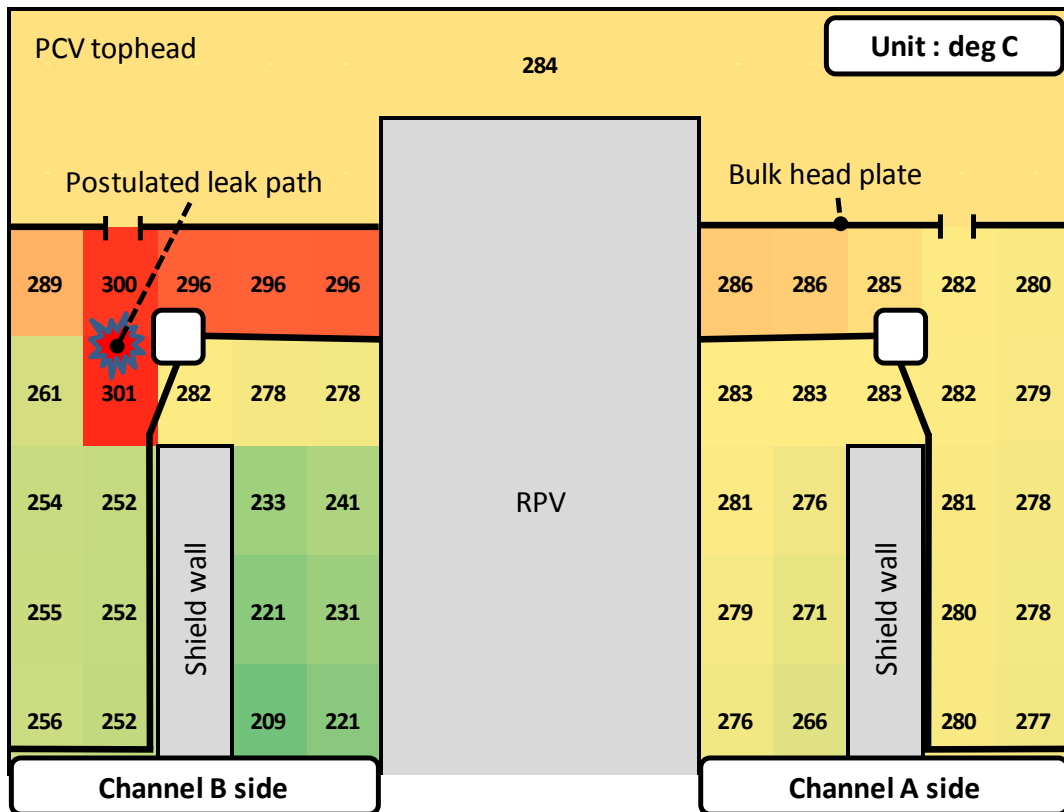 PCV tophead
Unit : deg C
284
Postulated leak path
Bulk head plate
289 300 296 296 296
286 286 285 282 280
261 301 282 278 278
283 283 283 282 279
254 252 233 241
RPV
281 276 281 278
Shield wall
Shield wall
255 252 221 231
279 271 280 278
256 252 209 221
276 266 280 277
Channel B side
Channel A side